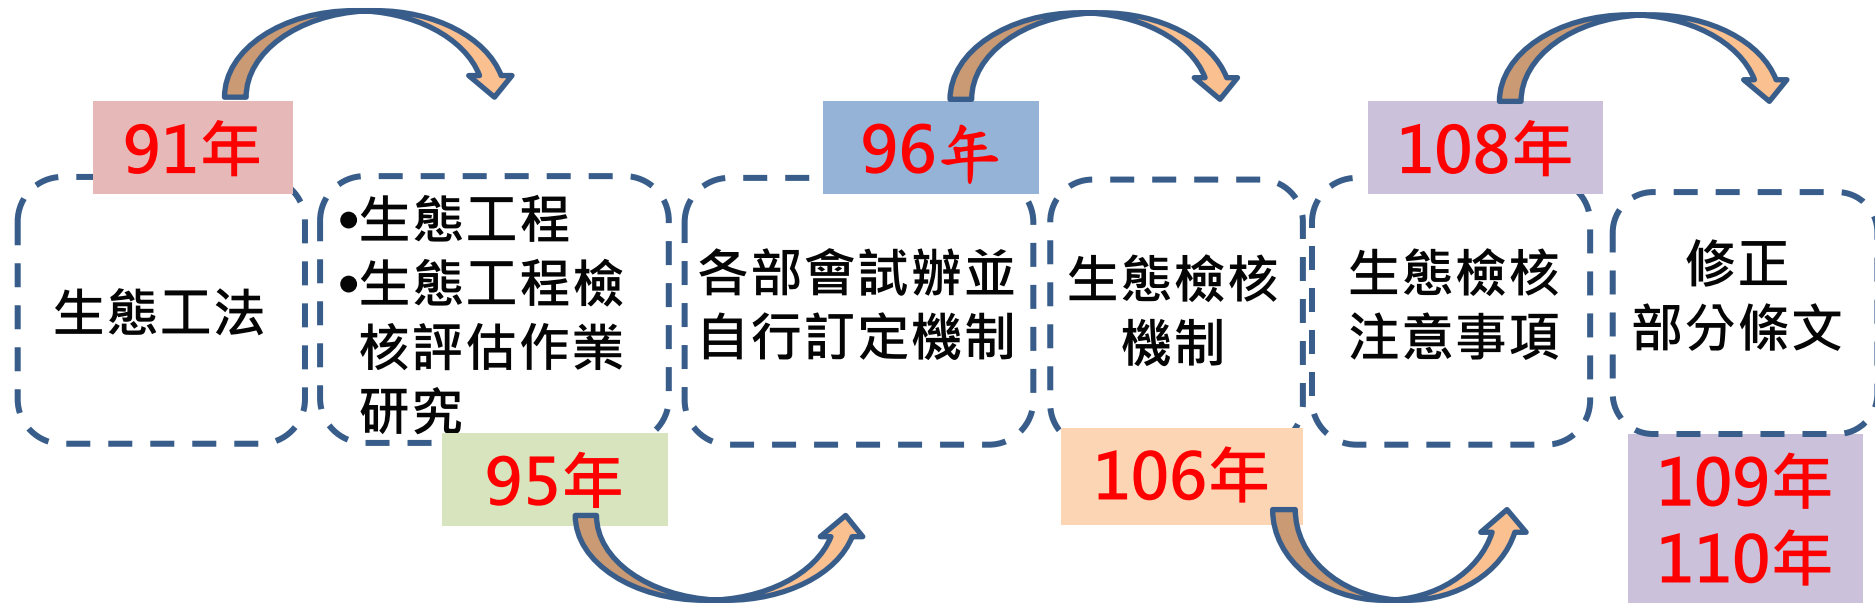 91年
生態工法
•生態工程
•生態工程檢
核評估作業
研究
95年
96年
各部會試辦並
自行訂定機制
生態檢核
機制
106年
108年
生態檢核
注意事項
修正
部分條文
109年
110年